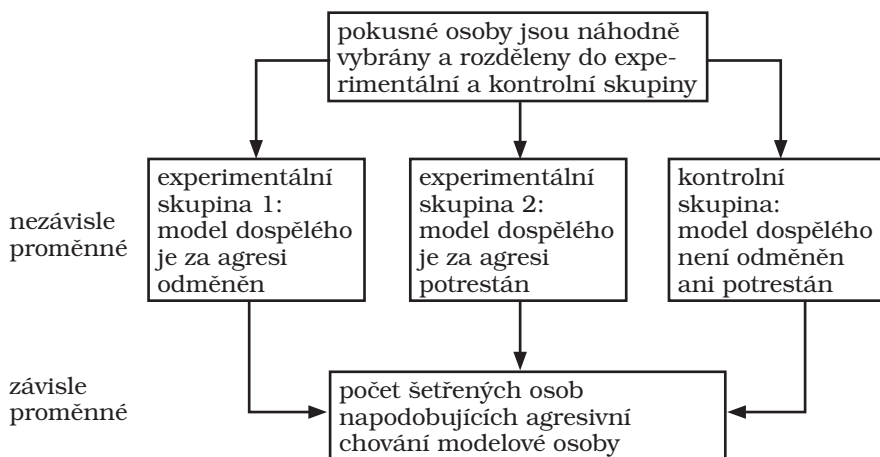 pokusné osoby jsou náhodně
vybrány a rozděleny do expe-
rimentální a kontrolní skupiny
nezávisle
proměnné
experimentální
skupina 1:
model dospělého
je za agresi
odměněn
experimentální
skupina 2:
model dospělého
je za agresi
potrestán
kontrolní
skupina:
model dospělého
není odměněn
ani potrestán
závisle
proměnné
počet šetřených osob
napodobujících agresivní
chování modelové osoby